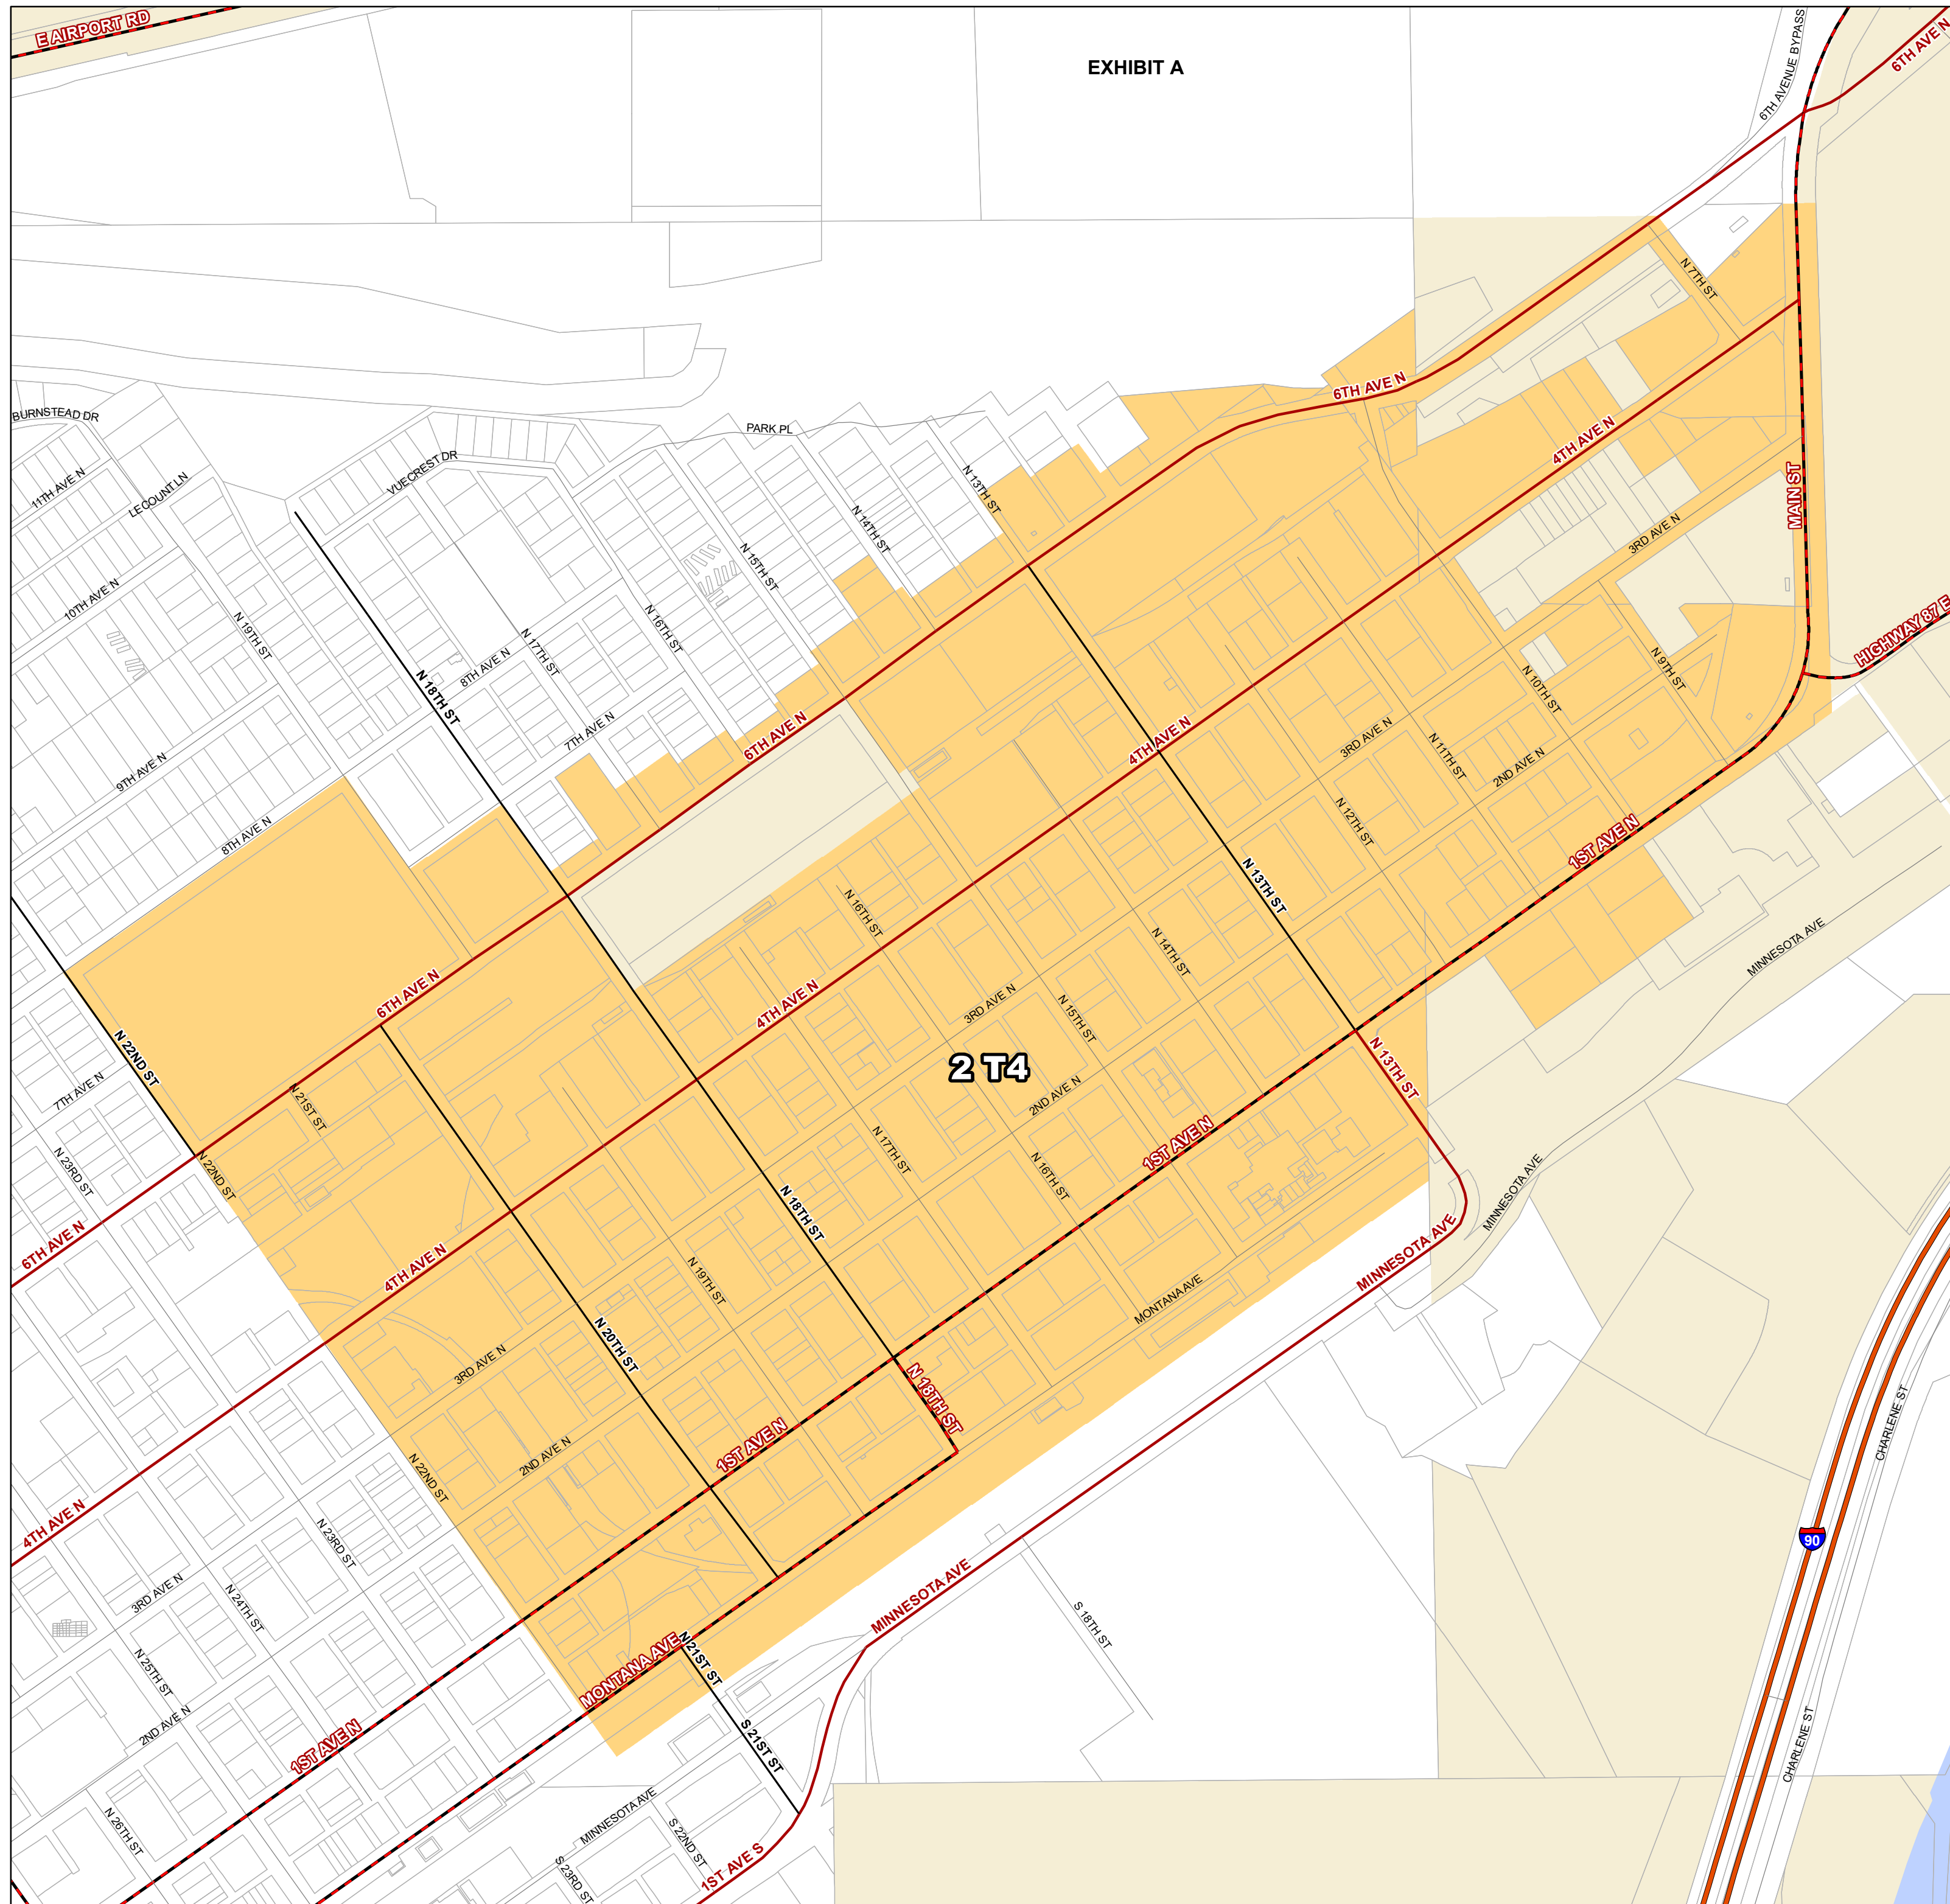 E AIRPORT RD
EXHIBIT A
6TH AVENUE BYPASS
6TH AVE N
N 7TH ST
BURNSTEAD DR
PARK PL
6TH AVE N
11TH AVE N
LECOUNT LN
VUECREST DR
N 13TH ST
4TH AVE N
MAIN ST
N 14TH ST
3RD AVE N
N 15TH ST
10TH AVE N
N 19TH ST
N 16TH ST
N 17TH ST
HIGHWAY 87 E
8TH AVE N
N 18TH ST
N 10TH ST
N 9TH ST
7TH AVE N
6TH AVE N
4TH AVE N
3RD AVE N
N 11TH ST
2ND AVE N
9TH AVE N
8TH AVE N
N 12TH ST
1ST AVE N
N 13TH ST
N 16TH ST
N 14TH ST
MINNESOTA AVE
6TH AVE N
4TH AVE N
3RD AVE N
N 15TH ST
N 22ND ST
2 T4
N 13TH ST
7TH AVE N
N 21ST ST
2ND AVE N
1ST AVE N
N 17TH ST
N 23RD ST
N 22ND ST
N 16TH ST
MINNESOTA AVE
N 18TH ST
6TH AVE N
4TH AVE N
N 19TH ST
MONTANA AVE
MINNESOTA AVE
N 20TH ST
3RD AVE N
N 18TH ST
CHARLENE ST
1ST AVE N
2ND AVE N
N 22ND ST
4TH AVE N
N 23RD ST
90
3RD AVE N
N 24TH ST
MINNESOTA AVE
S 18TH ST
N 25TH ST
MONTANA AVE
N 21ST ST
2ND AVE N
1ST AVE N
S 21ST ST
CHARLENE ST
N 26TH ST
MINNESOTA AVE
S 22ND ST
S 23RD ST
1ST AVE S